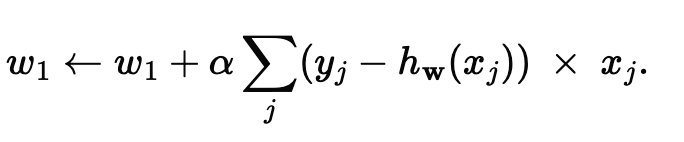 w₁ ← w₁ + α ∑ⱼ (yⱼ − h𝐰(xⱼ)) × xⱼ.